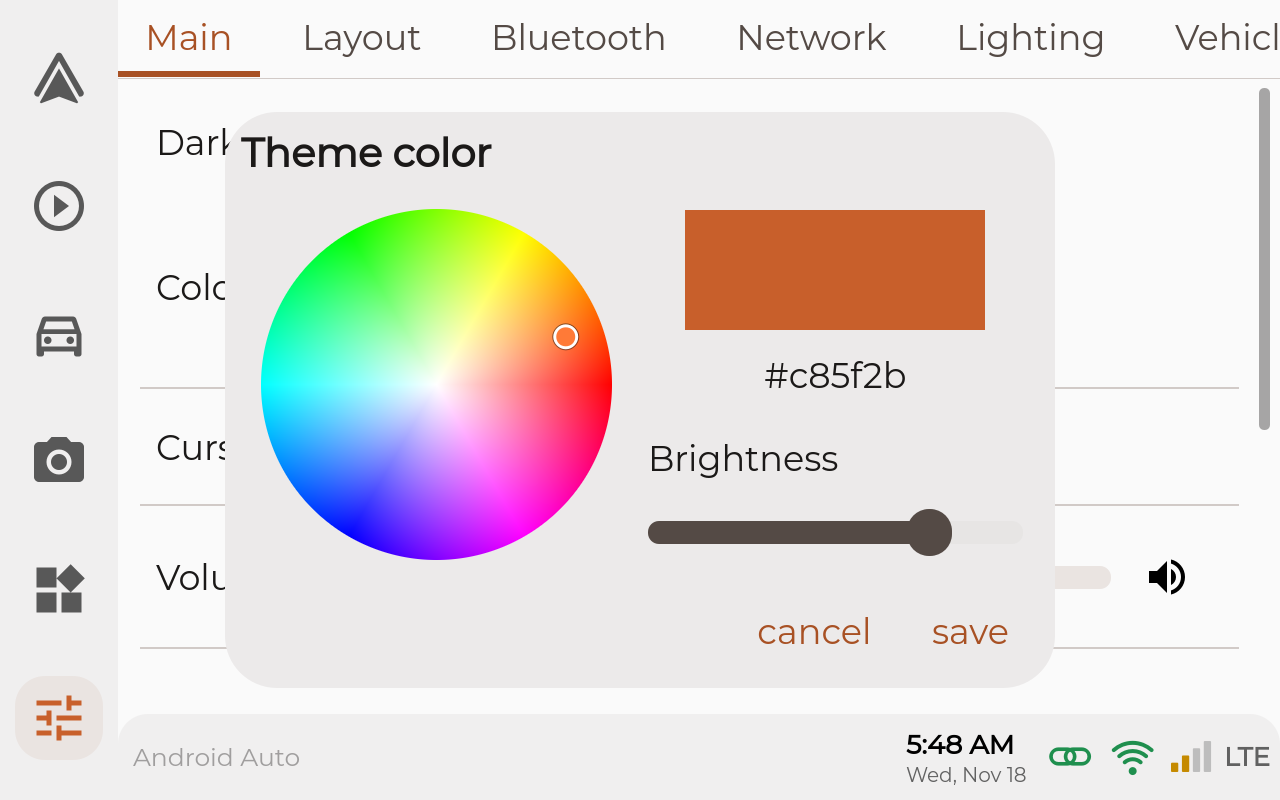 Main Layout Bluetooth Network Lighting Vehicl
Dark
Theme color
Colo
#c85f2b
Curs
Brightness
Volu
cancel save
Android Auto
5:48 AM
Wed, Nov 18
LTE